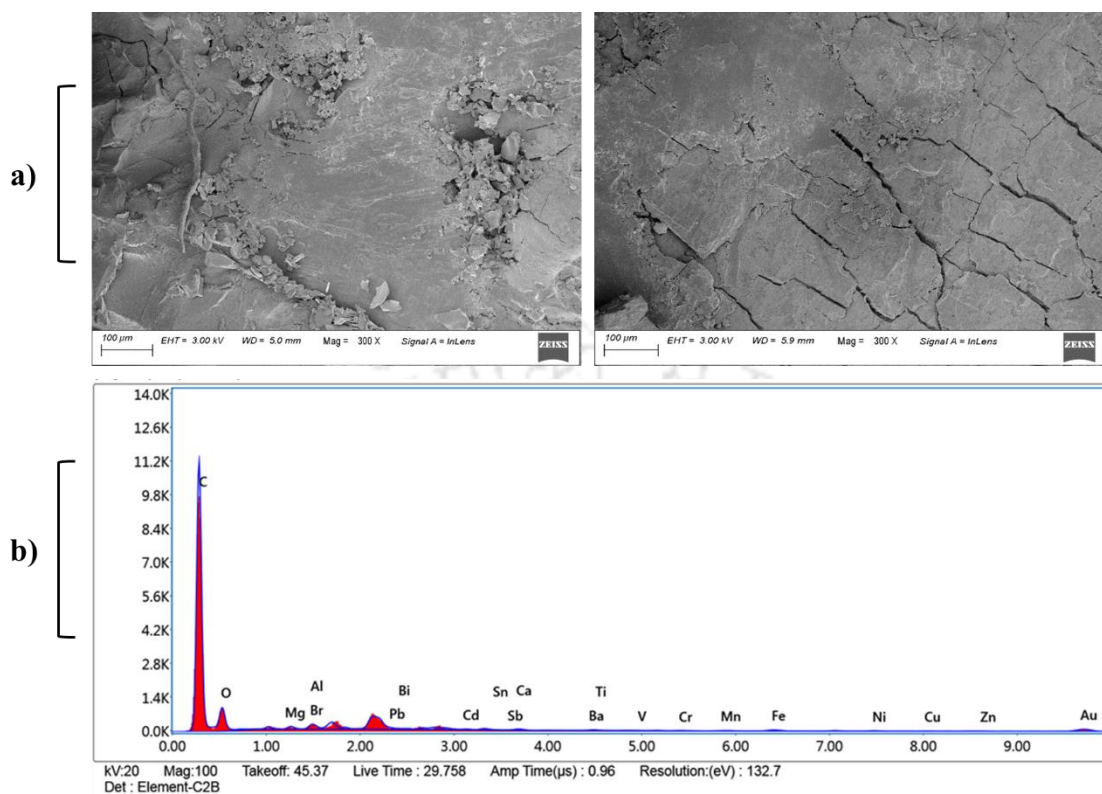 a)
100 µm EHT = 3.00 kV WD = 5.0 mm Mag = 300 X Signal A = InLens ZEISS
100 µm EHT = 3.00 kV WD = 5.9 mm Mag = 300 X Signal A = InLens ZEISS
b)
14.0K
12.6K
11.2K
9.8K
8.4K
7.0K
5.6K
4.2K
2.8K
1.4K
0.0K
C
O
Al
Bi
Sn
Ca
Ti
Mg
Br
Pb
Cd
Sb
Ba
V
Cr
Mn
Fe
Ni
Cu
Zn
Au
0.00 1.00 2.00 3.00 4.00 5.00 6.00 7.00 8.00 9.00
kV:20 Mag:100 Takeoff: 45.37 Live Time : 29.758 Amp Time(µs) : 0.96 Resolution:(eV) : 132.7
Det : Element-C2B